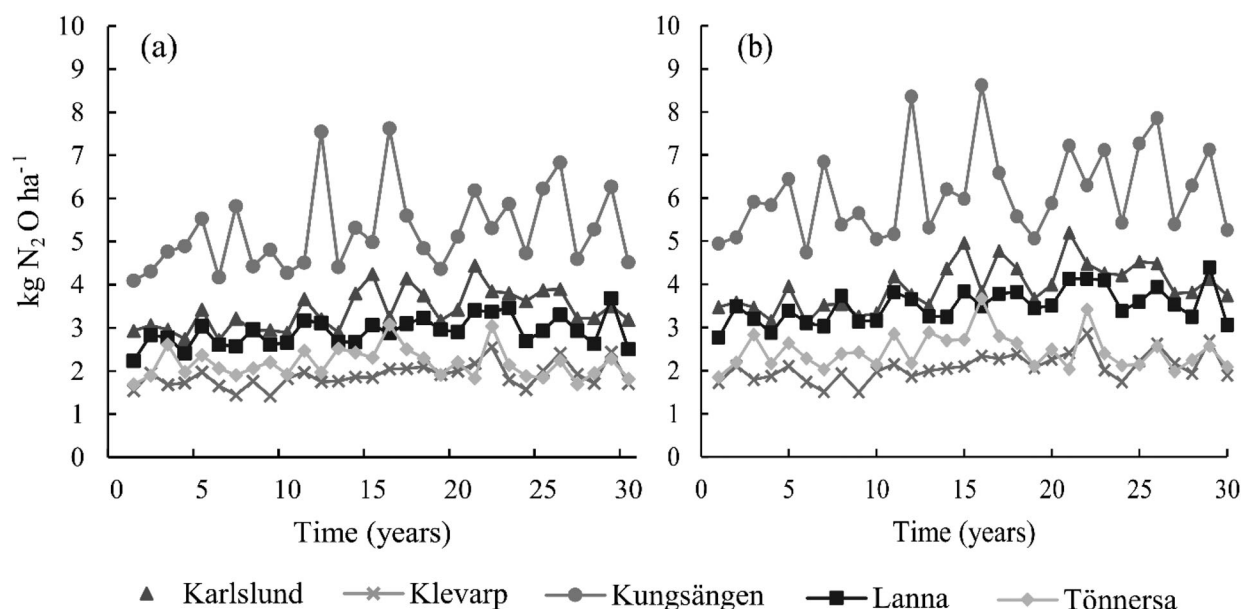 (a)
(b)
10
9
8
7
6
5
4
3
2
1
0
10
9
8
7
6
5
4
3
2
1
0
kg N₂O ha⁻¹
0 5 10 15 20 25 30
0 5 10 15 20 25 30
Time (years)
Time (years)
Karlslund Klevarp Kungsängen Lanna Tönnersa